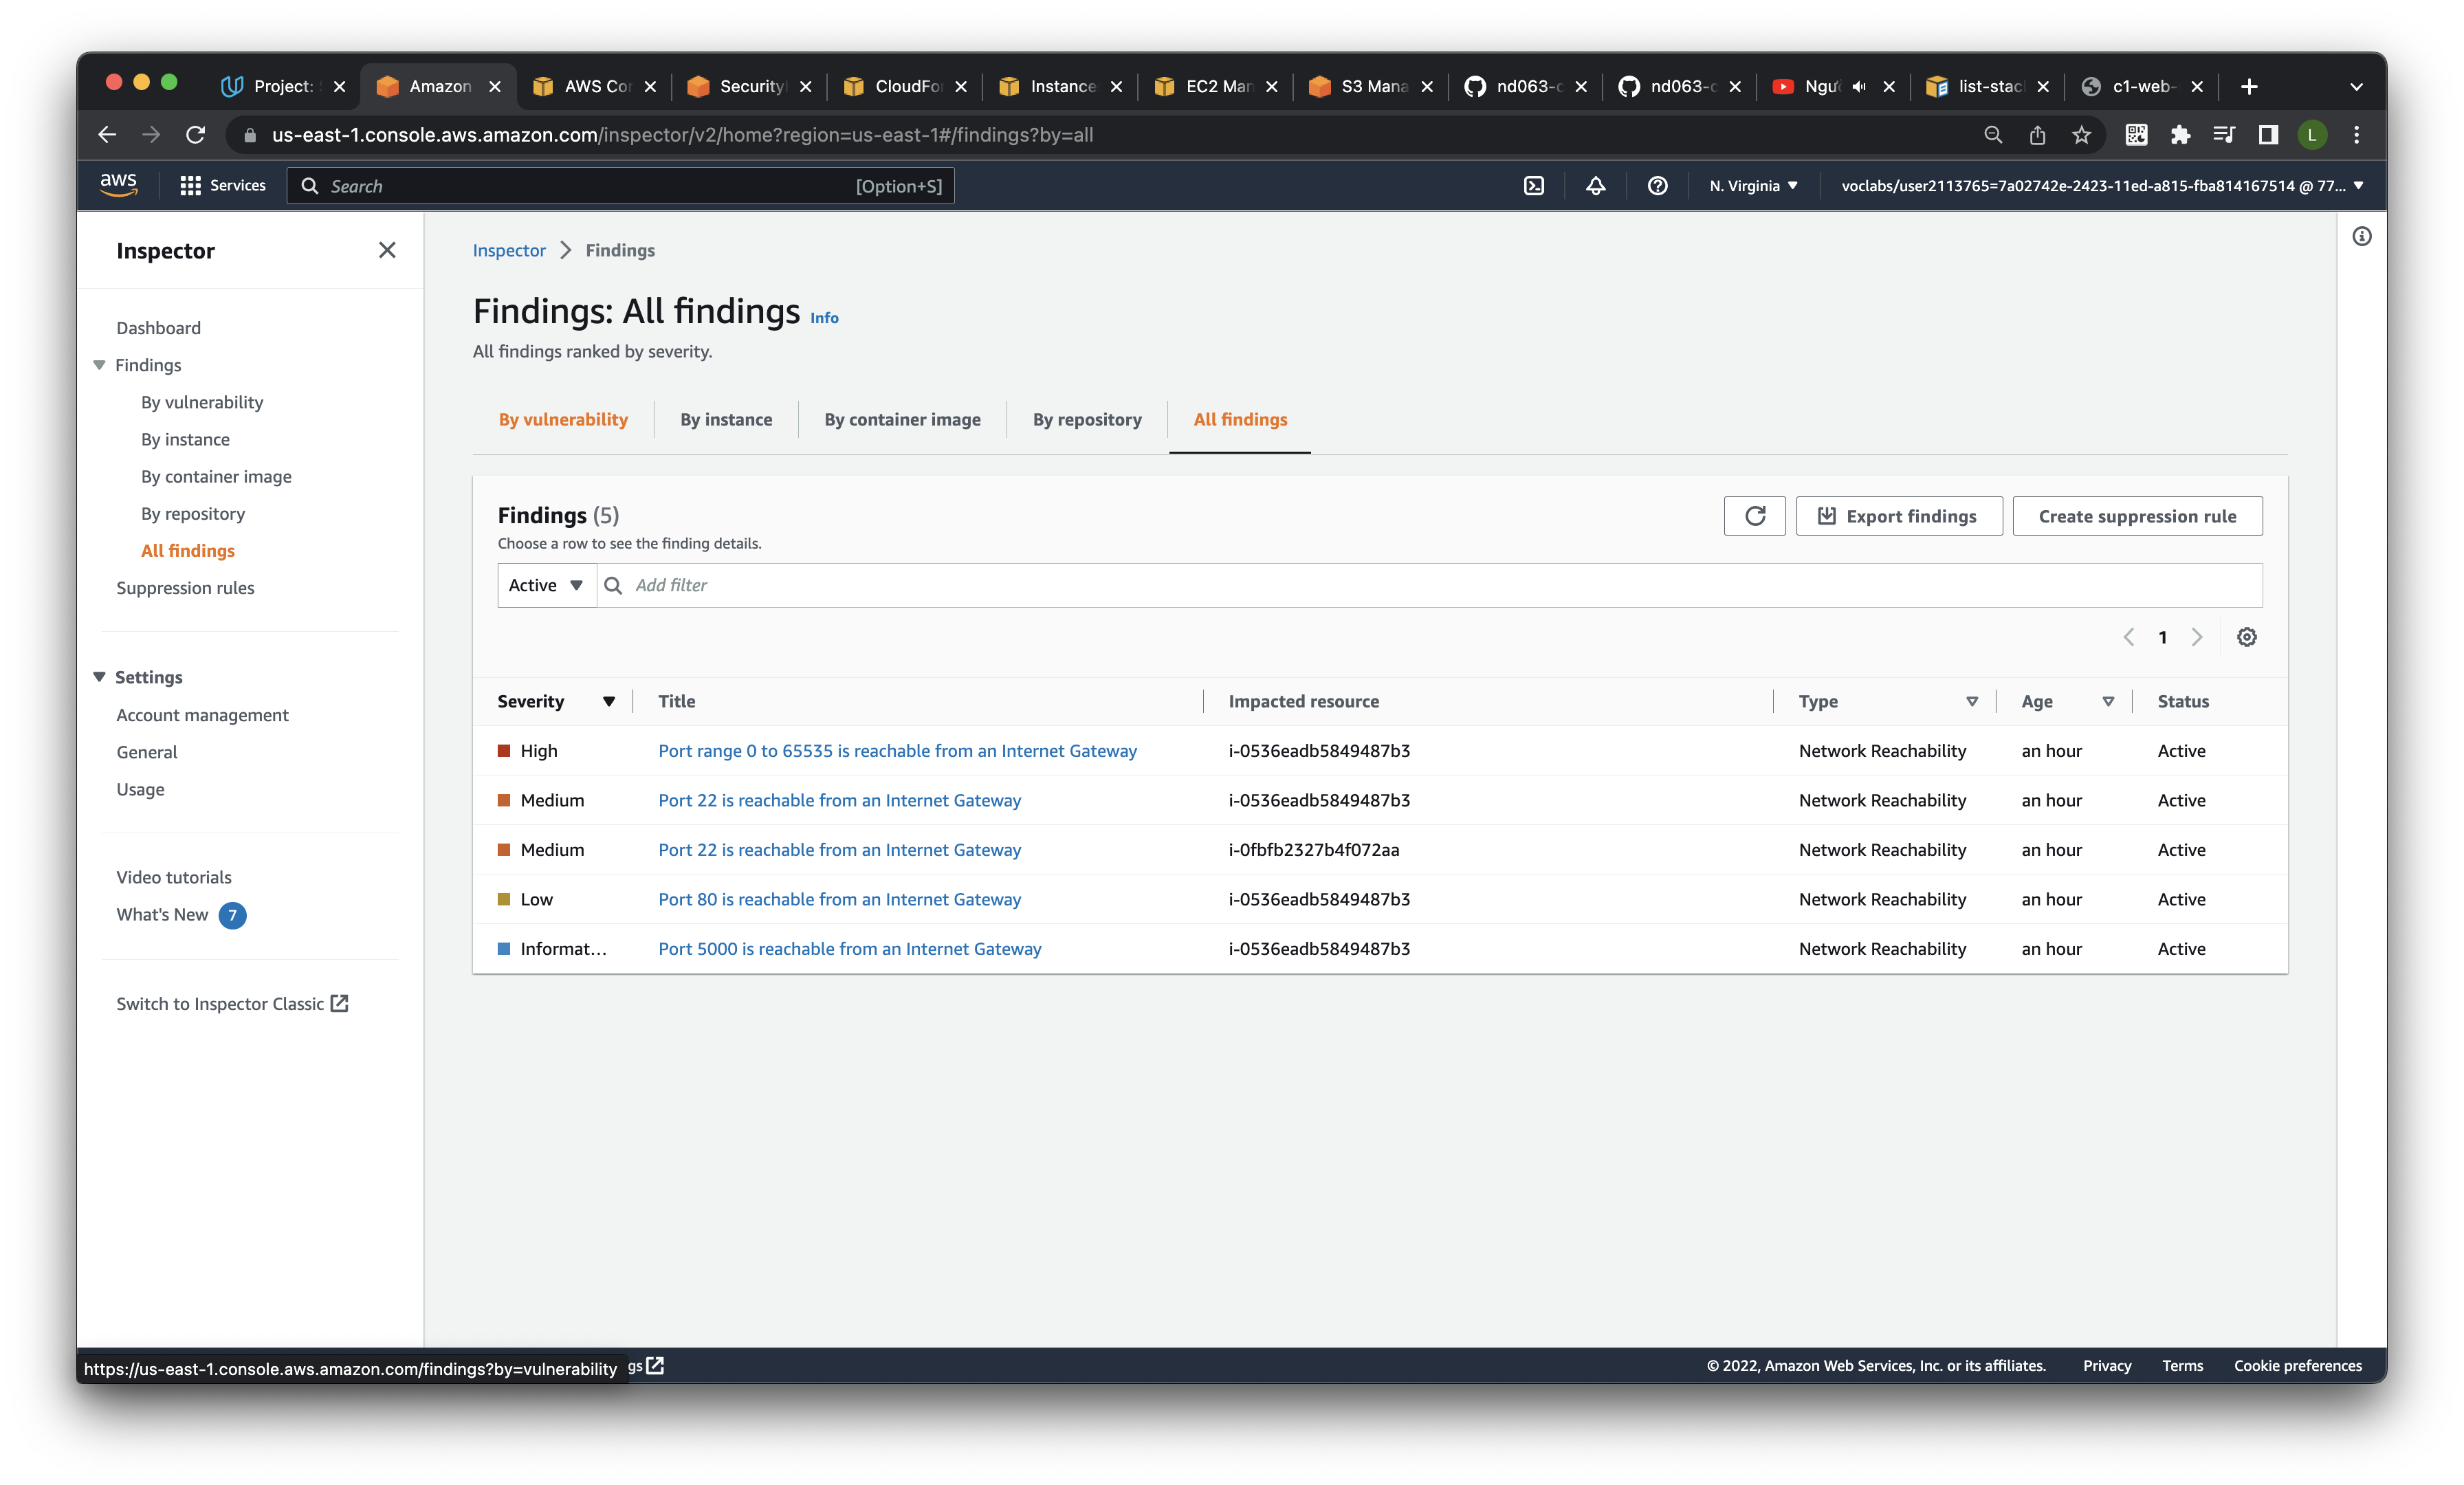 Project: Amazon AWS Cor Security CloudFo Instance EC2 Man S3 Mana nd063-c nd063-c Ngư list-stac c1-web-
us-east-1.console.aws.amazon.com/inspector/v2/home?region=us-east-1#/findings?by=all L
aws Services Search [Option+S] N. Virginia voclabs/user2113765=7a02742e-2423-11ed-a815-fba814167514 @ 77...
Inspector
Dashboard
Findings
By vulnerability
By instance
By container image
By repository
All findings
Suppression rules
Settings
Account management
General
Usage
Video tutorials
What's New 7
Switch to Inspector Classic
Inspector Findings
Findings: All findings Info
All findings ranked by severity.
By vulnerability By instance By container image By repository All findings
Findings (5)
Choose a row to see the finding details.
Export findings Create suppression rule
Active Add filter
1
Severity Title Impacted resource Type Age Status
High Port range 0 to 65535 is reachable from an Internet Gateway i-0536eadb5849487b3 Network Reachability an hour Active
Medium Port 22 is reachable from an Internet Gateway i-0536eadb5849487b3 Network Reachability an hour Active
Medium Port 22 is reachable from an Internet Gateway i-0fbfb2327b4f072aa Network Reachability an hour Active
Low Port 80 is reachable from an Internet Gateway i-0536eadb5849487b3 Network Reachability an hour Active
Informat... Port 5000 is reachable from an Internet Gateway i-0536eadb5849487b3 Network Reachability an hour Active
https://us-east-1.console.aws.amazon.com/findings?by=vulnerability gs © 2022, Amazon Web Services, Inc. or its affiliates. Privacy Terms Cookie preferences